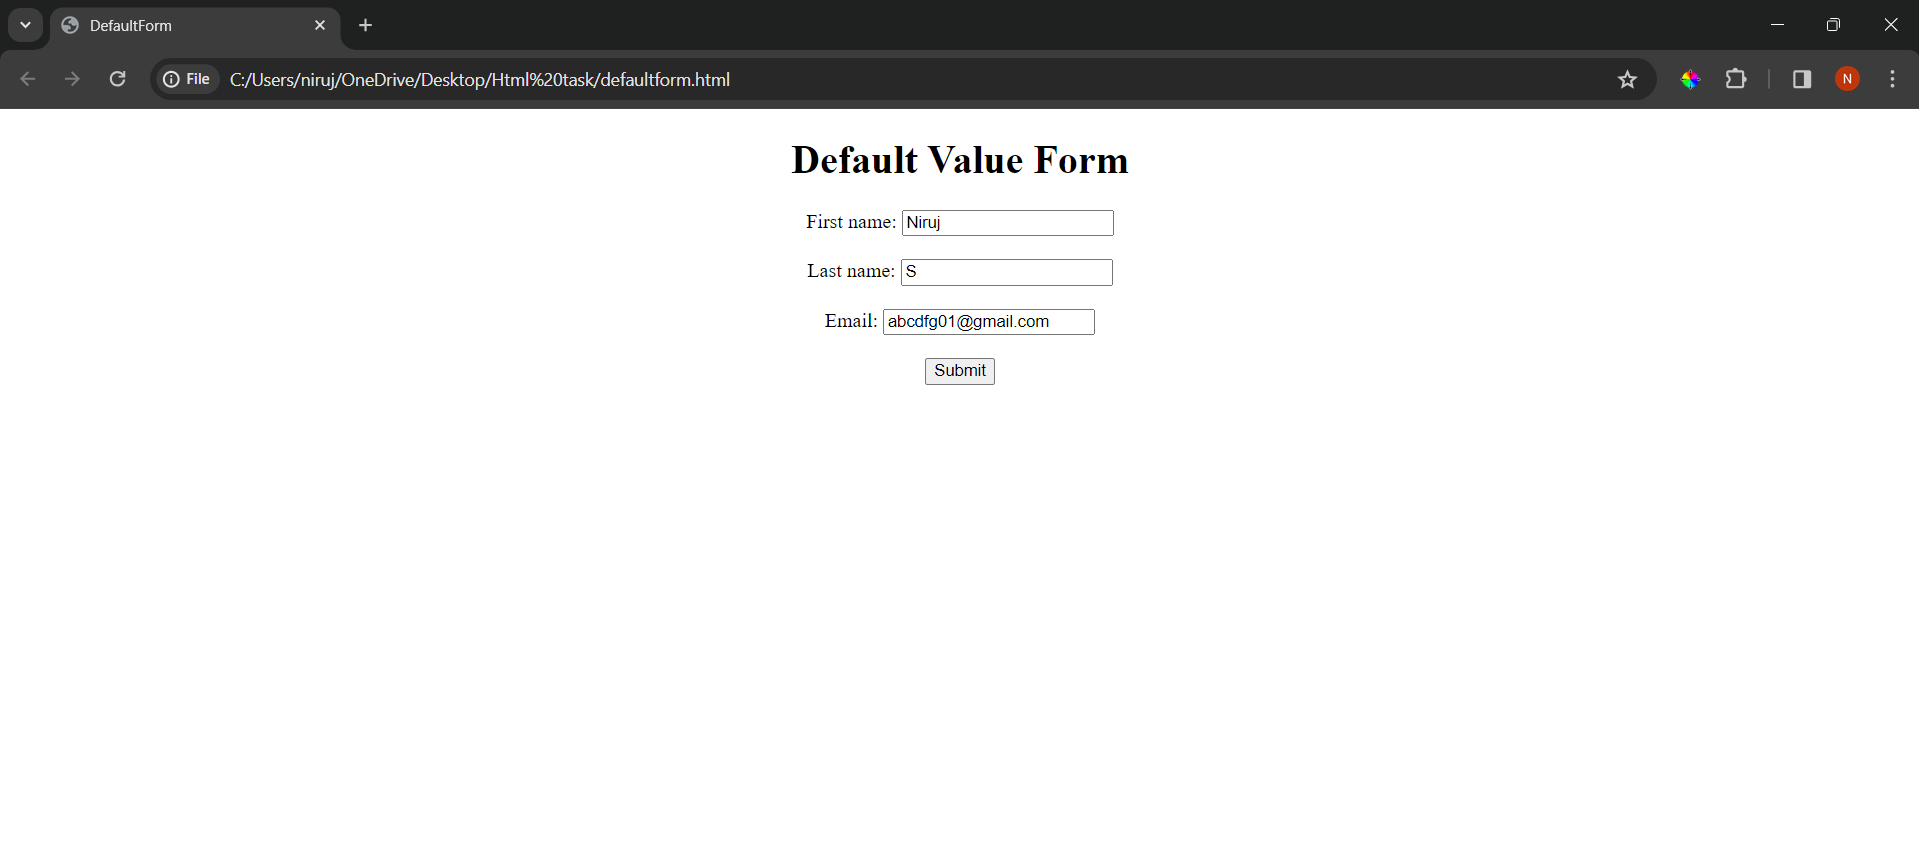 DefaultForm
File C:/Users/niruj/OneDrive/Desktop/Html%20task/defaultform.html
N
Default Value Form
First name: Niruj
Last name: S
Email: abcdfg01@gmail.com
Submit